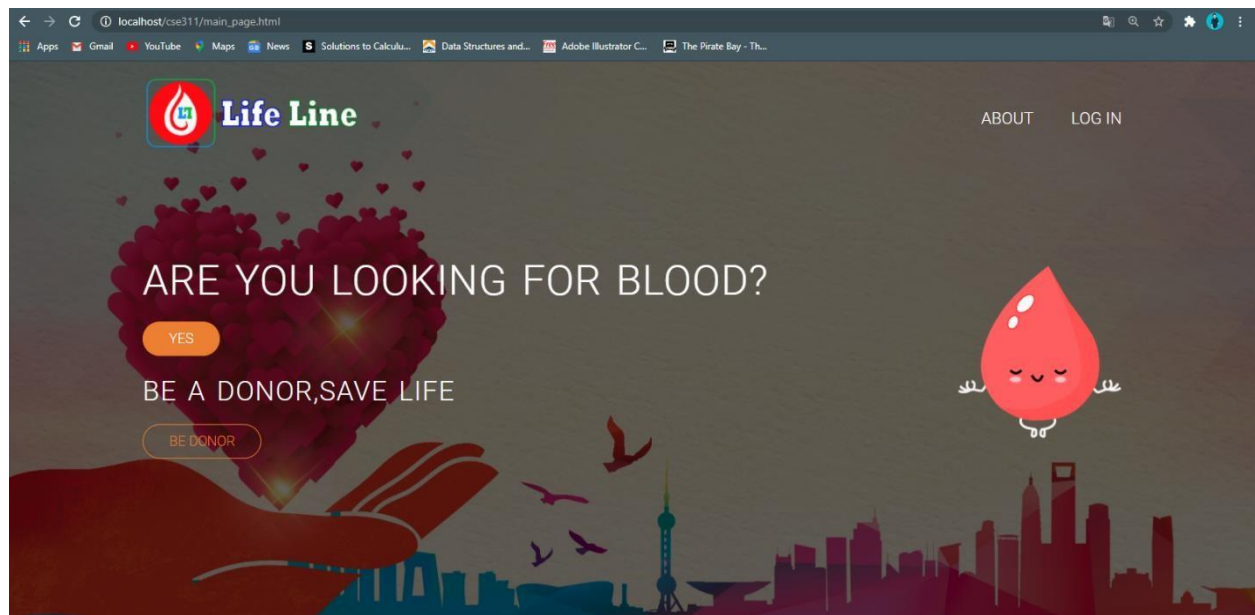 localhost/cse311/main_page.html
Apps Gmail YouTube Maps News Solutions to Calculu... Data Structures and... Adobe Illustrator C... The Pirate Bay - Th...
Life Line
ABOUT LOG IN
ARE YOU LOOKING FOR BLOOD?
YES
BE A DONOR,SAVE LIFE
BE DONOR